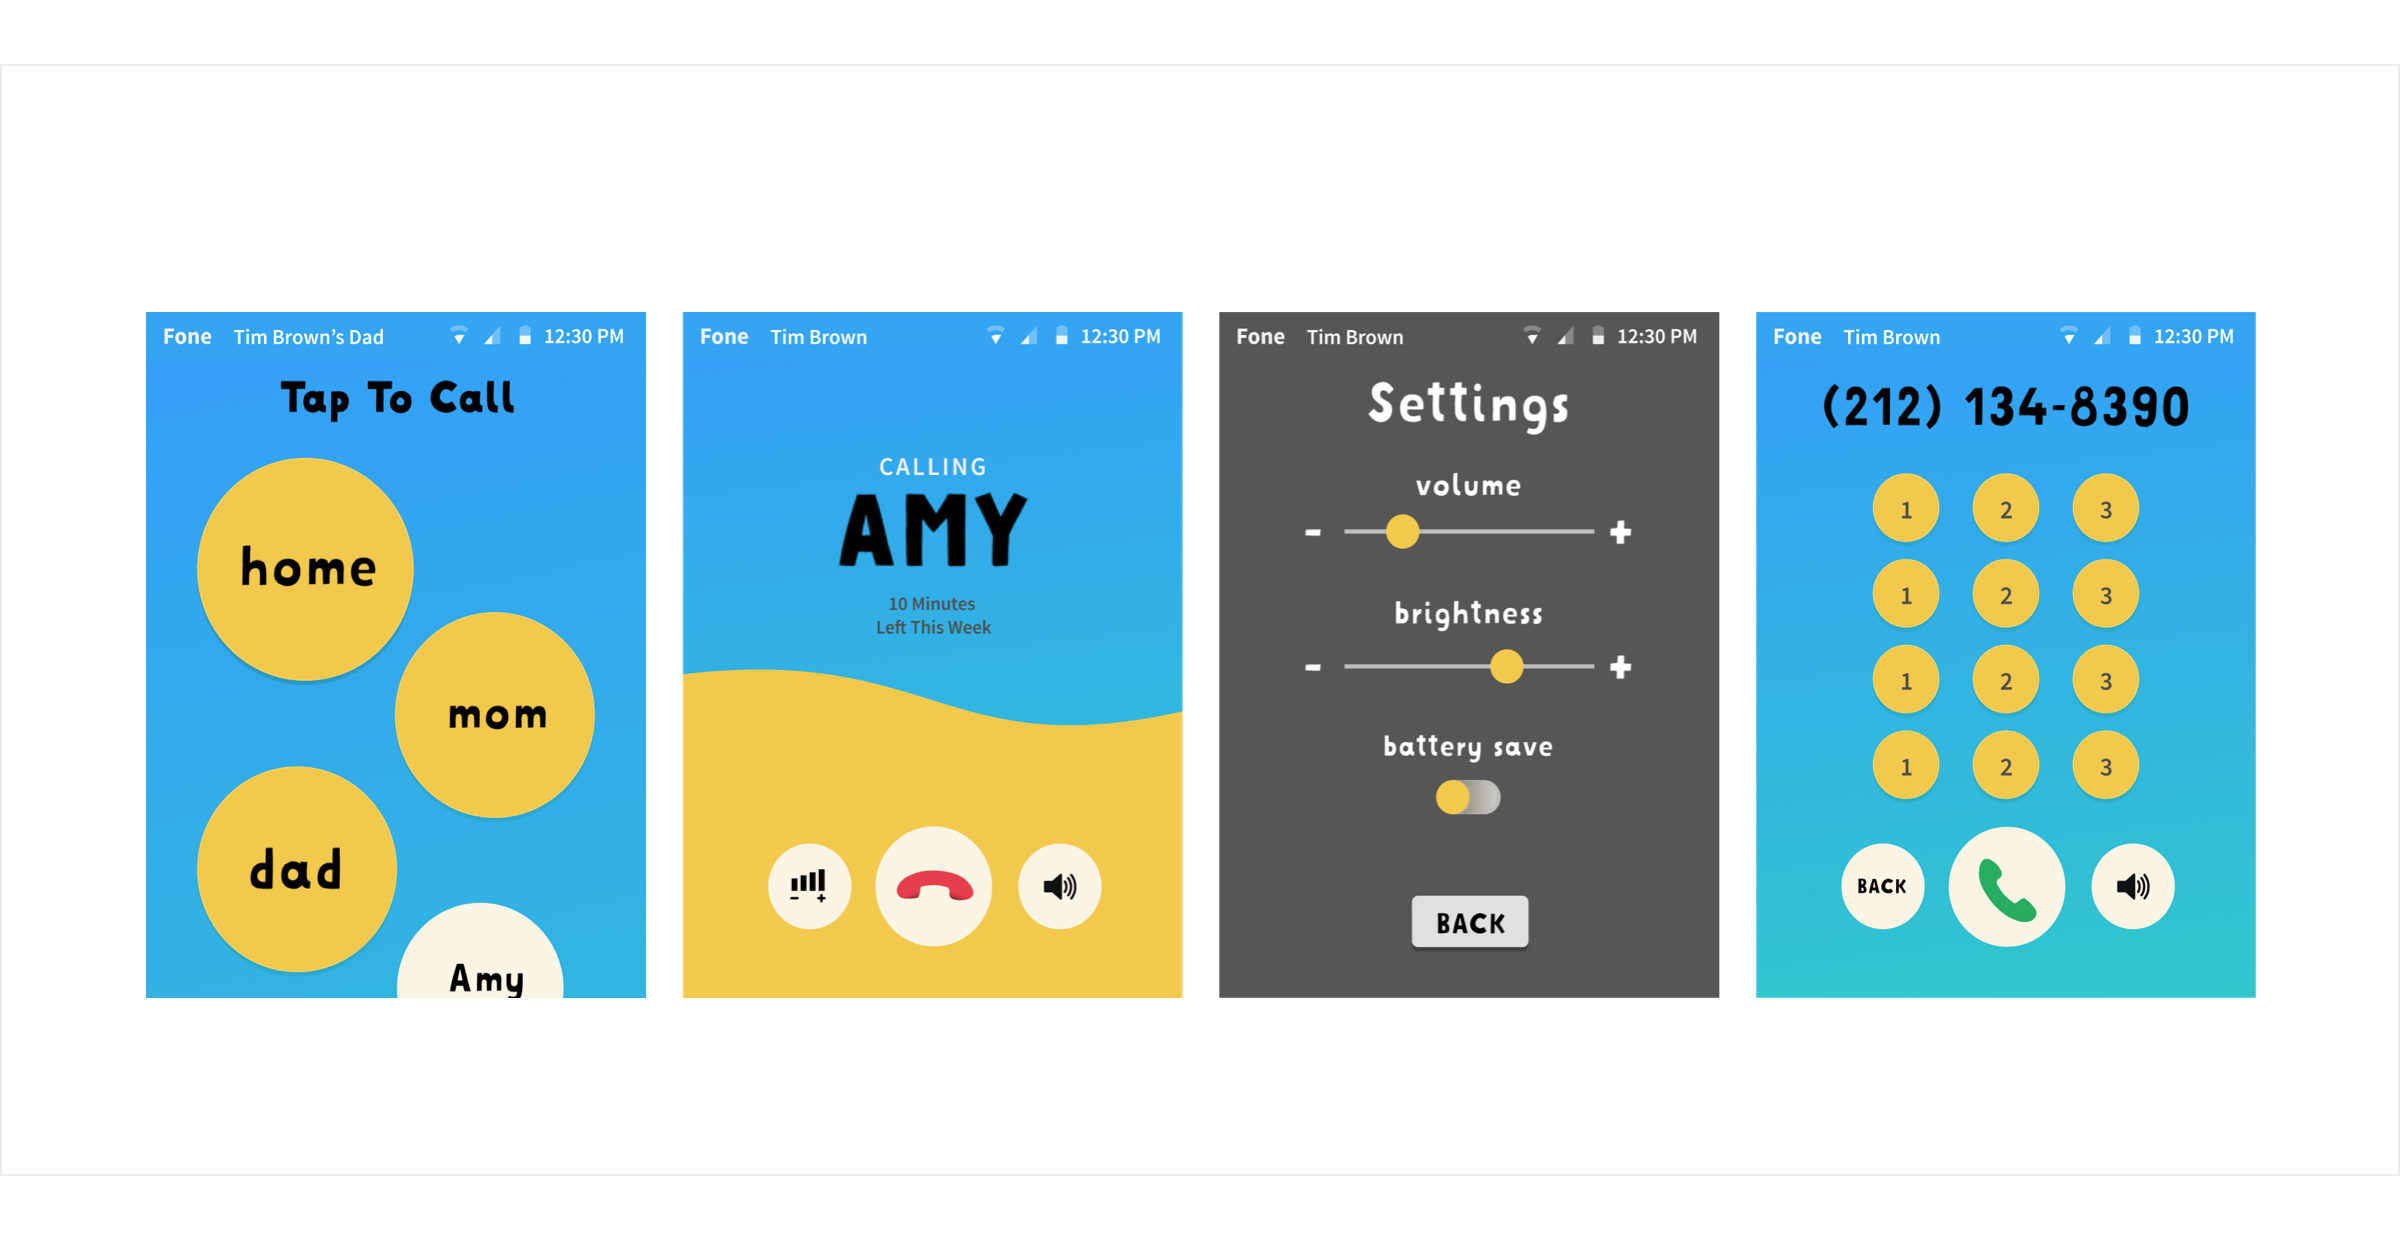 Fone Tim Brown’s Dad 12:30 PM
Tap To Call
home
mom
dad
Amy
Fone Tim Brown 12:30 PM
CALLING
AMY
10 Minutes
Left This Week
- +
Fone Tim Brown 12:30 PM
Settings
volume
- +
brightness
- +
battery save
BACK
Fone Tim Brown 12:30 PM
(212) 134-8390
1 2 3
1 2 3
1 2 3
1 2 3
BACK